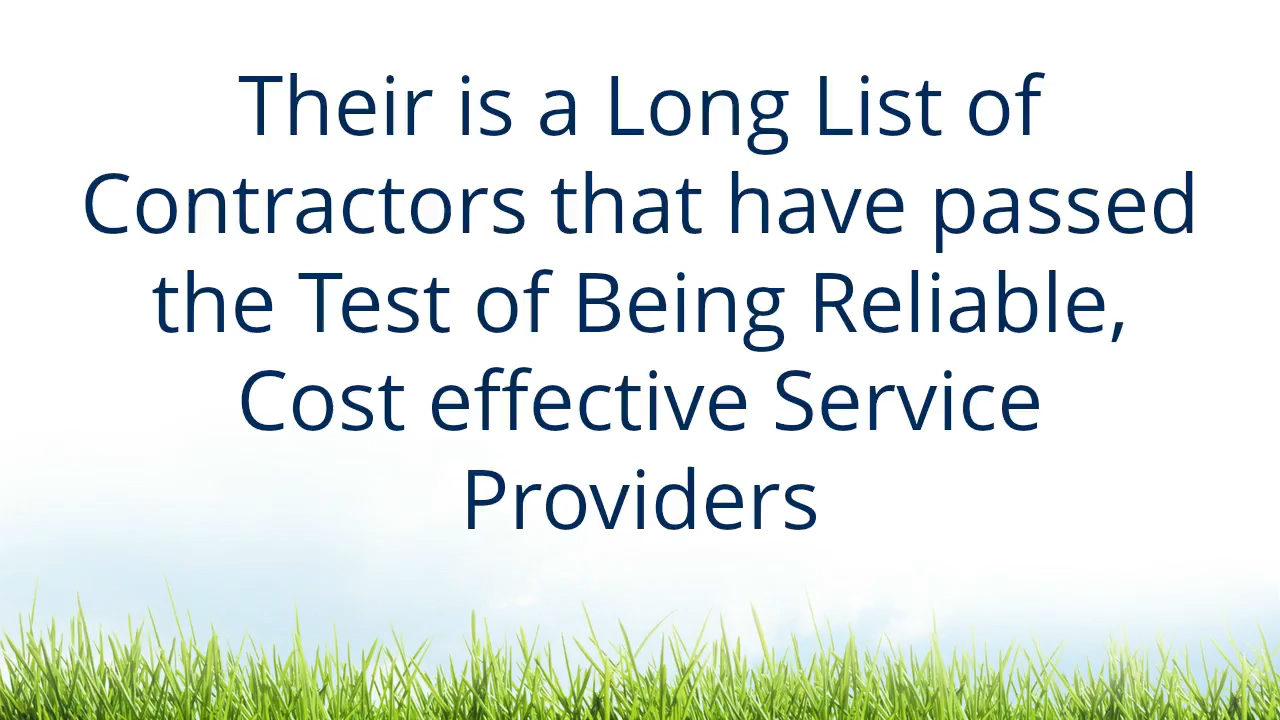 Their is a Long List of
Contractors that have passed
the Test of Being Reliable,
Cost effective Service
Providers